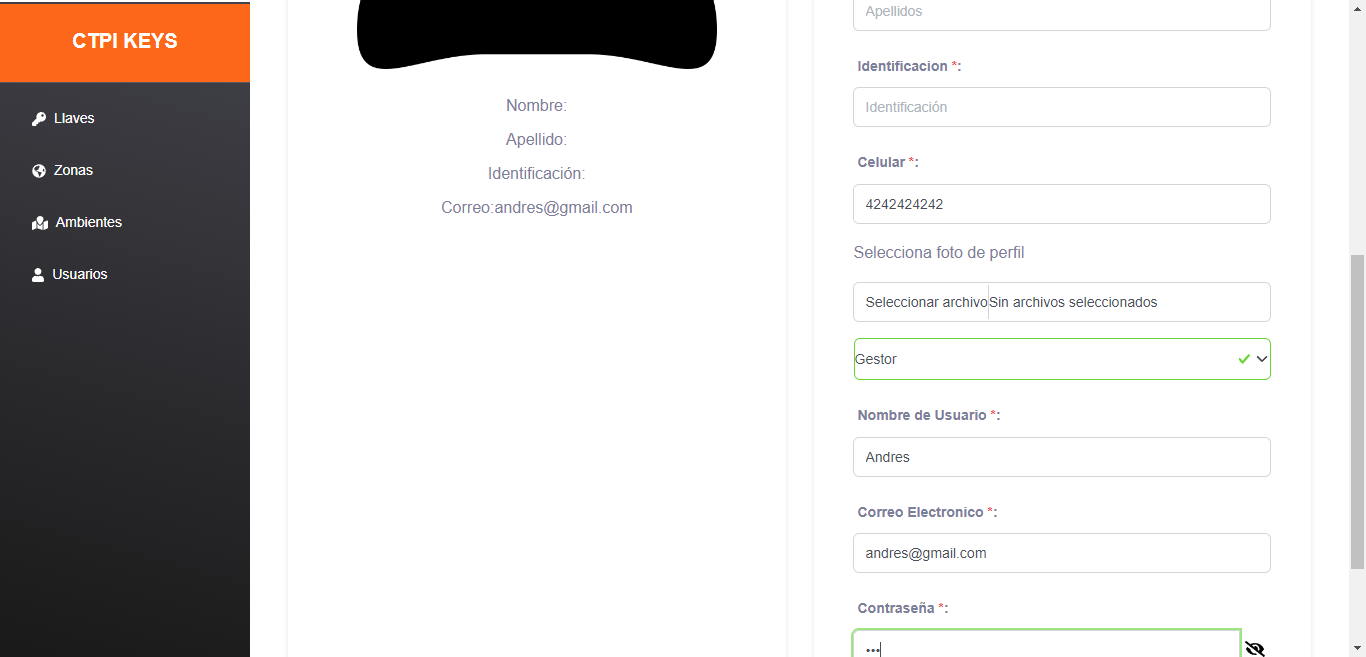 CTPI KEYS
Llaves
Zonas
Ambientes
Usuarios
Nombre:
Apellido:
Identificación:
Correo:andres@gmail.com
Apellidos
Identificacion *:
Identificación
Celular *:
4242424242
Selecciona foto de perfil
Seleccionar archivo Sin archivos seleccionados
Gestor
Nombre de Usuario *:
Andres
Correo Electronico *:
andres@gmail.com
Contraseña *:
•••